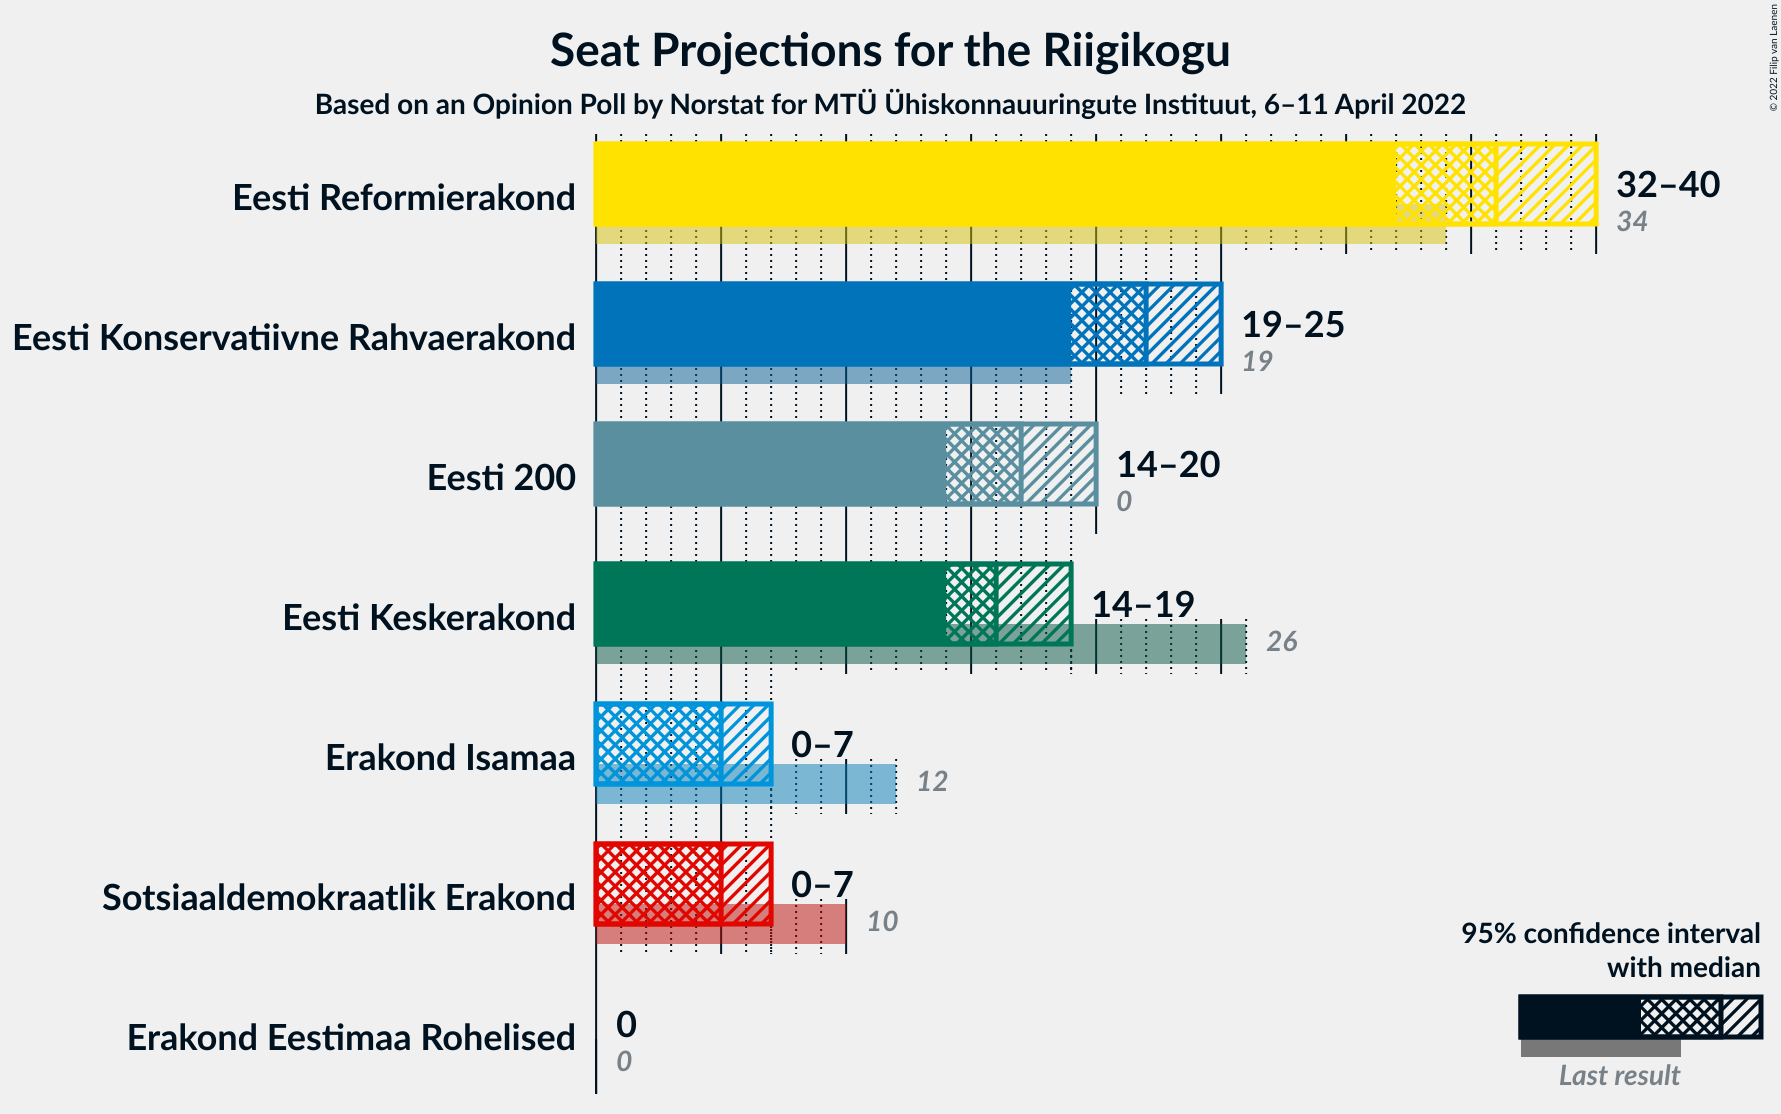 Seat Projections for the Riigikogu
Based on an Opinion Poll by Norstat for MTÜ Ühiskonnauuringute Instituut, 6–11 April 2022
© 2022 Filip van Laenen
Eesti Reformierakond
32–40
34
Eesti Konservatiivne Rahvaerakond
19–25
19
Eesti 200
14–20
0
Eesti Keskerakond
14–19
26
Erakond Isamaa
0–7
12
Sotsiaaldemokraatlik Erakond
0–7
10
Erakond Eestimaa Rohelised
0
0
95% confidence interval
with median
Last result